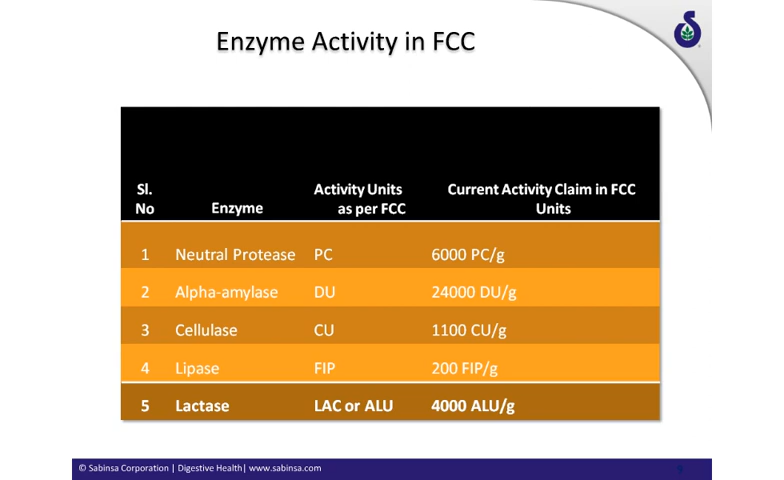 Enzyme Activity in FCC
Sl. No Enzyme Activity Units as per FCC Current Activity Claim in FCC Units
1 Neutral Protease PC 6000 PC/g
2 Alpha-amylase DU 24000 DU/g
3 Cellulase CU 1100 CU/g
4 Lipase FIP 200 FIP/g
5 Lactase LAC or ALU 4000 ALU/g
© Sabinsa Corporation | Digestive Health| www.sabinsa.com